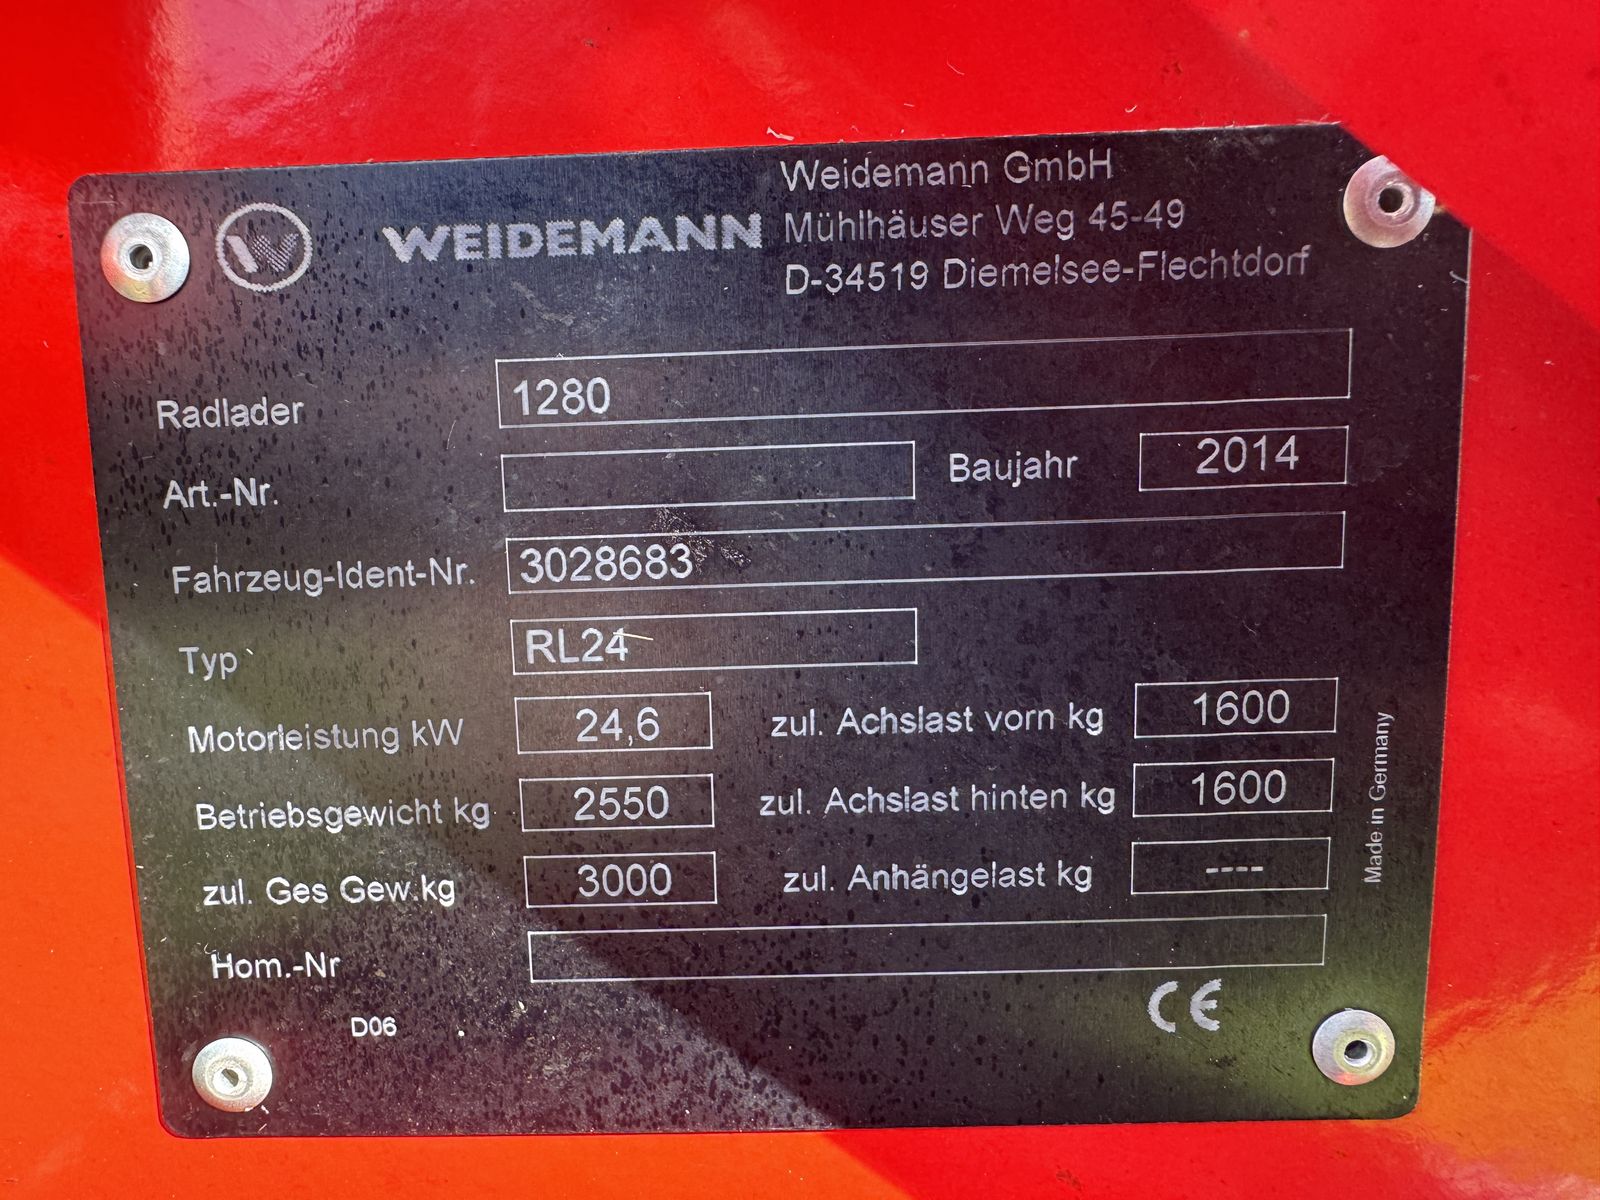 WEIDEMANN
Weidemann GmbH
Mühlhäuser Weg 45-49
D-34519 Diemelsee-Flechtdorf
Radlader 1280
Art.-Nr. Baujahr 2014
Fahrzeug-Ident-Nr. 3028683
Typ RL24
Motorleistung kW 24,6 zul. Achslast vorn kg 1600
Betriebsgewicht kg 2550 zul. Achslast hinten kg 1600
zul. Ges Gew.kg 3000 zul. Anhängelast kg ----
Hom.-Nr
D06
CE
Made in Germany